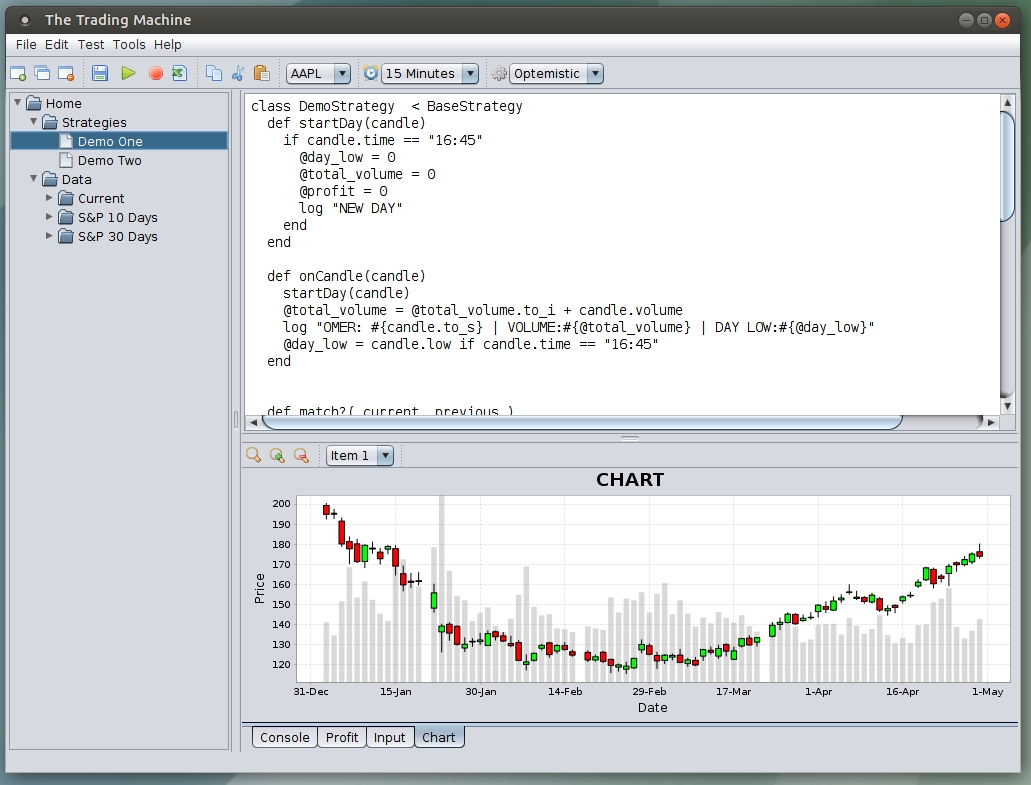 The Trading Machine
File Edit Test Tools Help
AAPL 15 Minutes Optemistic
Home
Strategies
Demo One
Demo Two
Data
Current
S&P 10 Days
S&P 30 Days
class DemoStrategy  < BaseStrategy
  def startDay(candle)
    if candle.time == "16:45"
      @day_low = 0
      @total_volume = 0
      @profit = 0
      log "NEW DAY"
    end
  end
  def onCandle(candle)
    startDay(candle)
    @total_volume = @total_volume.to_i + candle.volume
    log "OMER: #{candle.to_s} | VOLUME:#{@total_volume} | DAY LOW:#{@day_low}"
    @day_low = candle.low if candle.time == "16:45"
  end
  def match?( current, previous )
Item 1
CHART
Price
200
190
180
170
160
150
140
130
120
31-Dec 15-Jan 30-Jan 14-Feb 29-Feb 17-Mar 1-Apr 16-Apr 1-May
Date
Console Profit Input Chart